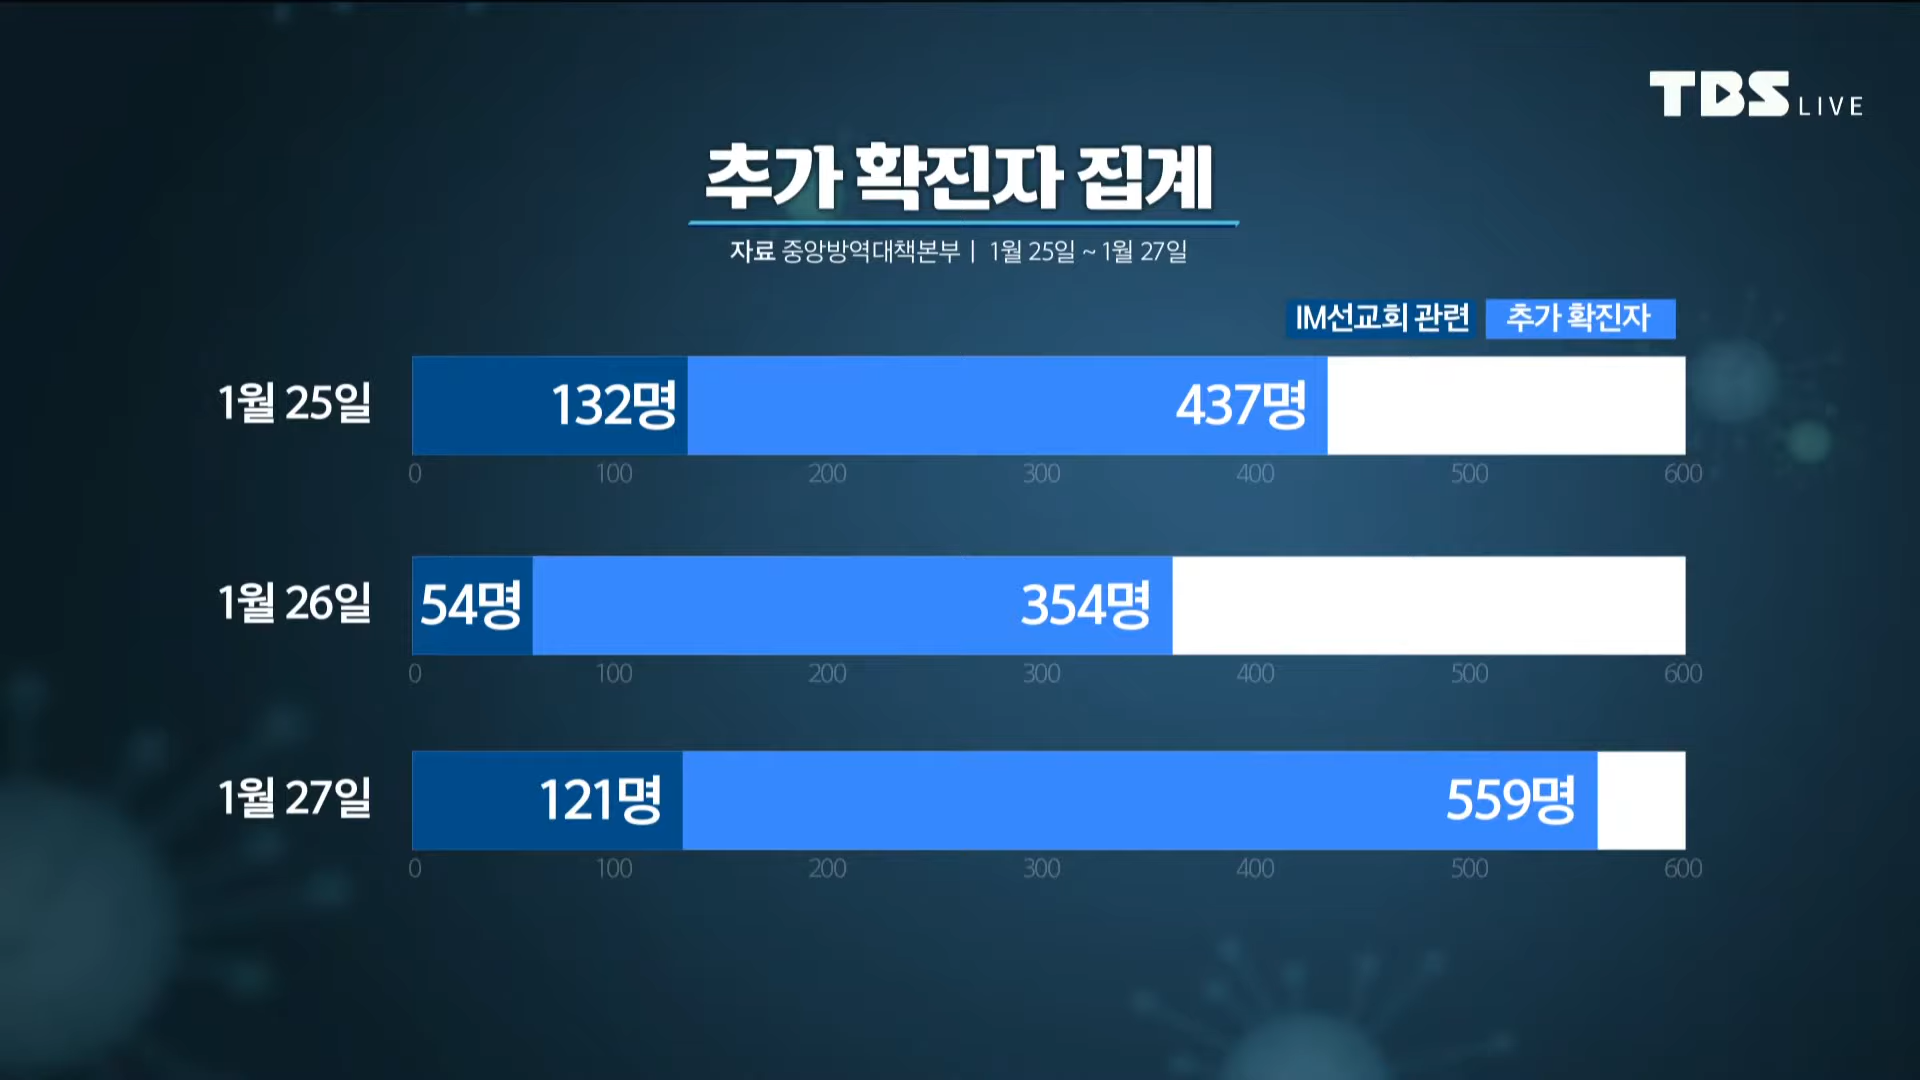 TBS LIVE
추가 확진자 집계
자료 중앙방역대책본부 | 1월 25일 ~ 1월 27일
IM선교회 관련 추가 확진자
1월 25일 132명 437명
0 100 200 300 400 500 600
1월 26일 54명 354명
0 100 200 300 400 500 600
1월 27일 121명 559명
0 100 200 300 400 500 600